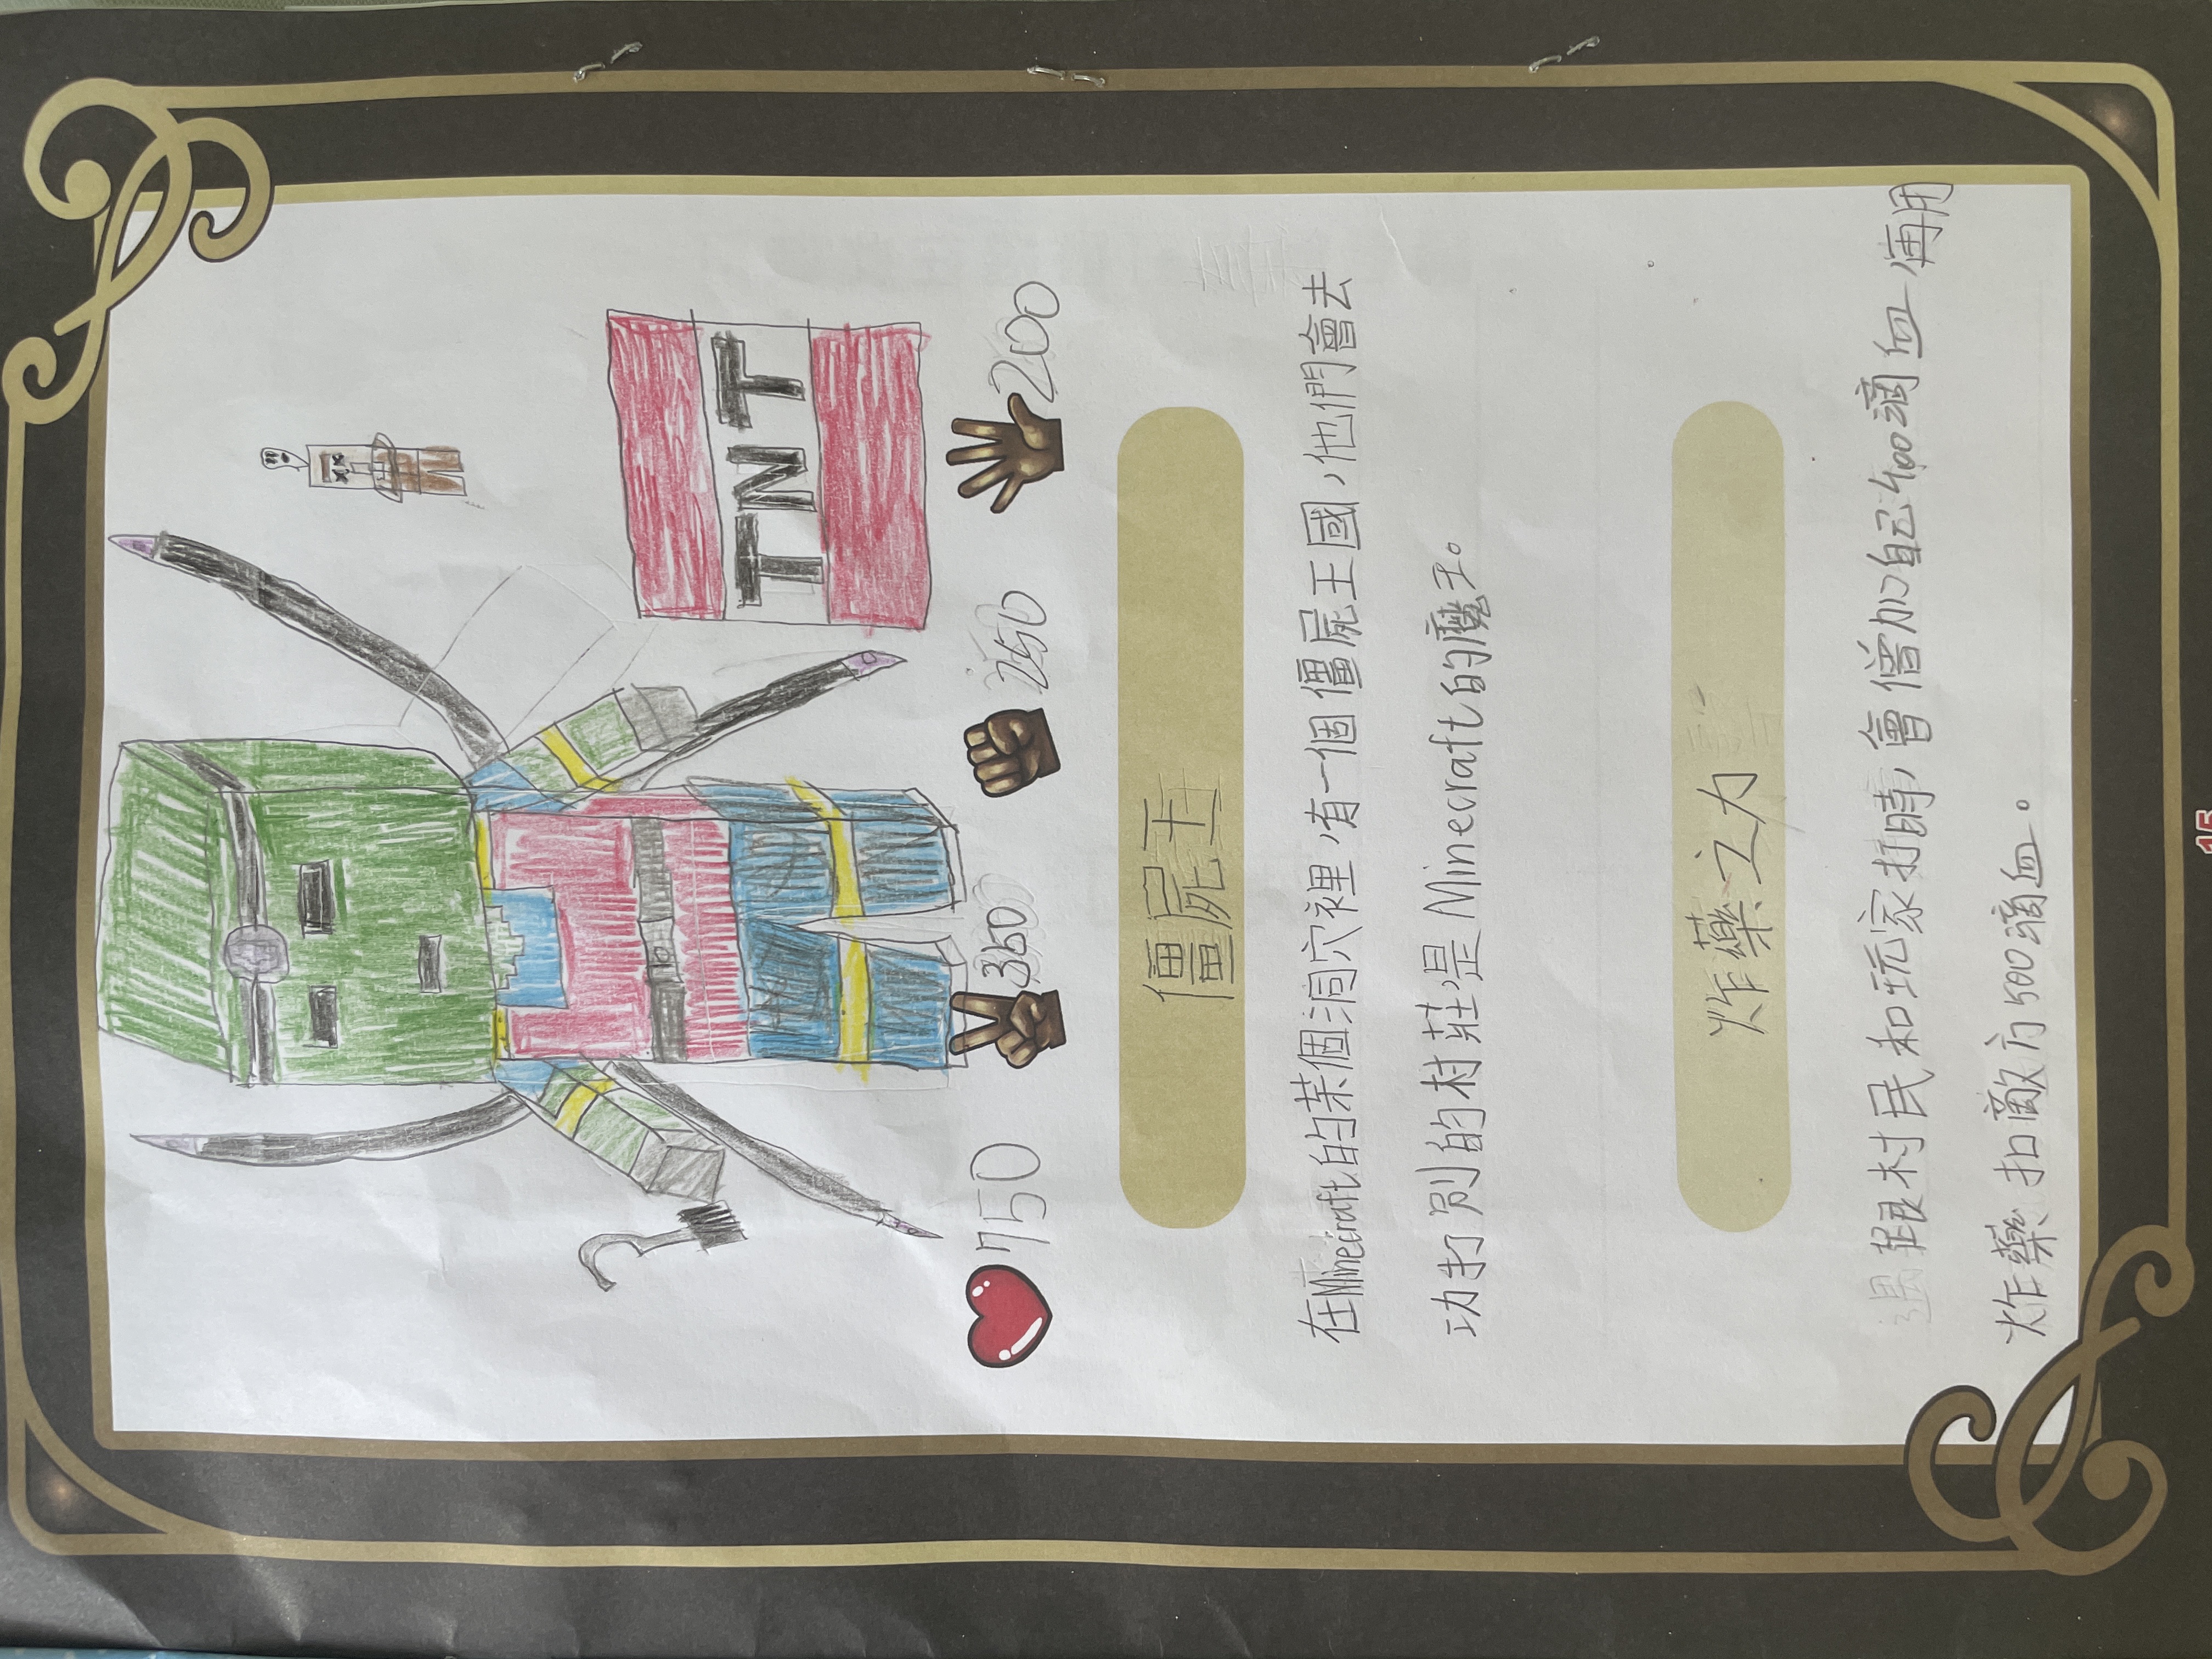 TNT
750 360 250 200
僵屍王
在Minecraft的某個洞穴裡,有一個僵屍王國,他們會去
功打別的村莊,是Minecraft的魔王。
炸藥之力
跟村民和玩家打時,會增加自己400滴血,再用
炸藥扣敵方500滴血。
15